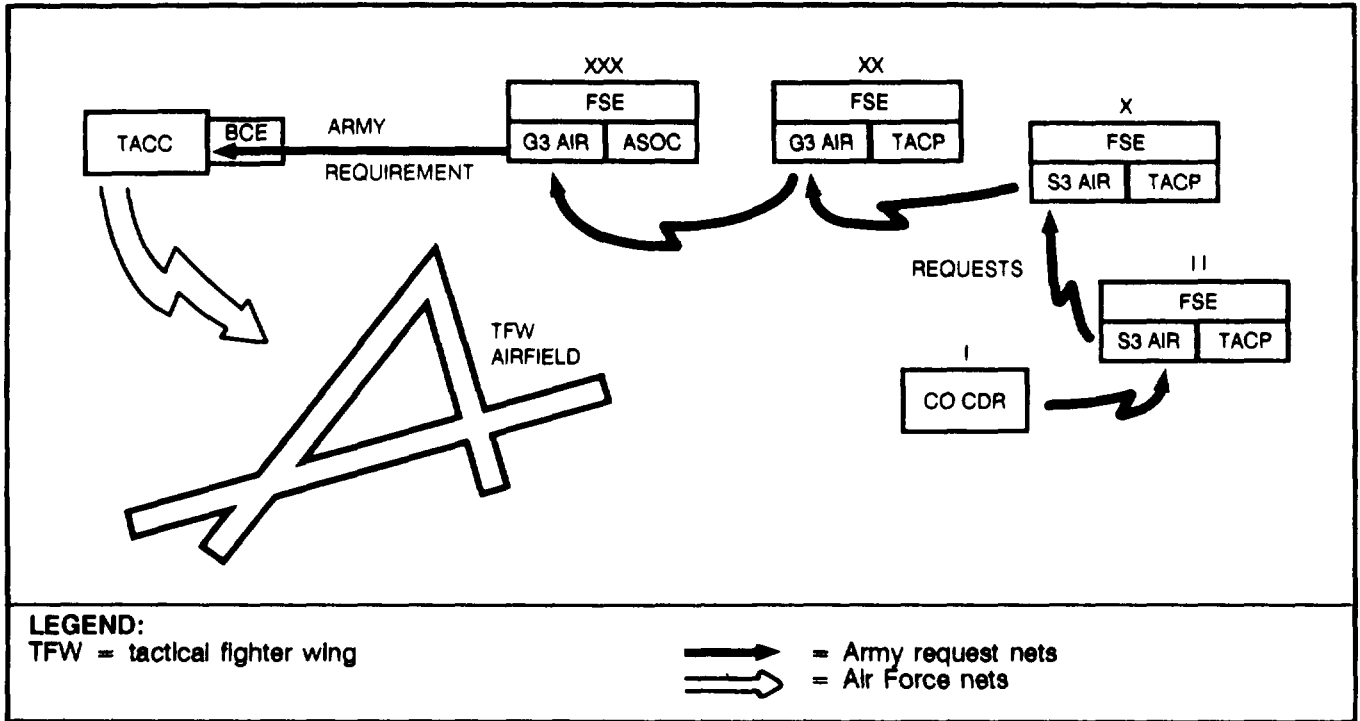 XXX
FSE
G3 AIR
ASOC
XX
FSE
G3 AIR
TACP
X
FSE
S3 AIR
TACP
TACC
BCE
ARMY
REQUIREMENT
REQUESTS
II
FSE
S3 AIR
TACP
I
CO CDR
TFW
AIRFIELD
LEGEND:
TFW = tactical fighter wing
= Army request nets
= Air Force nets